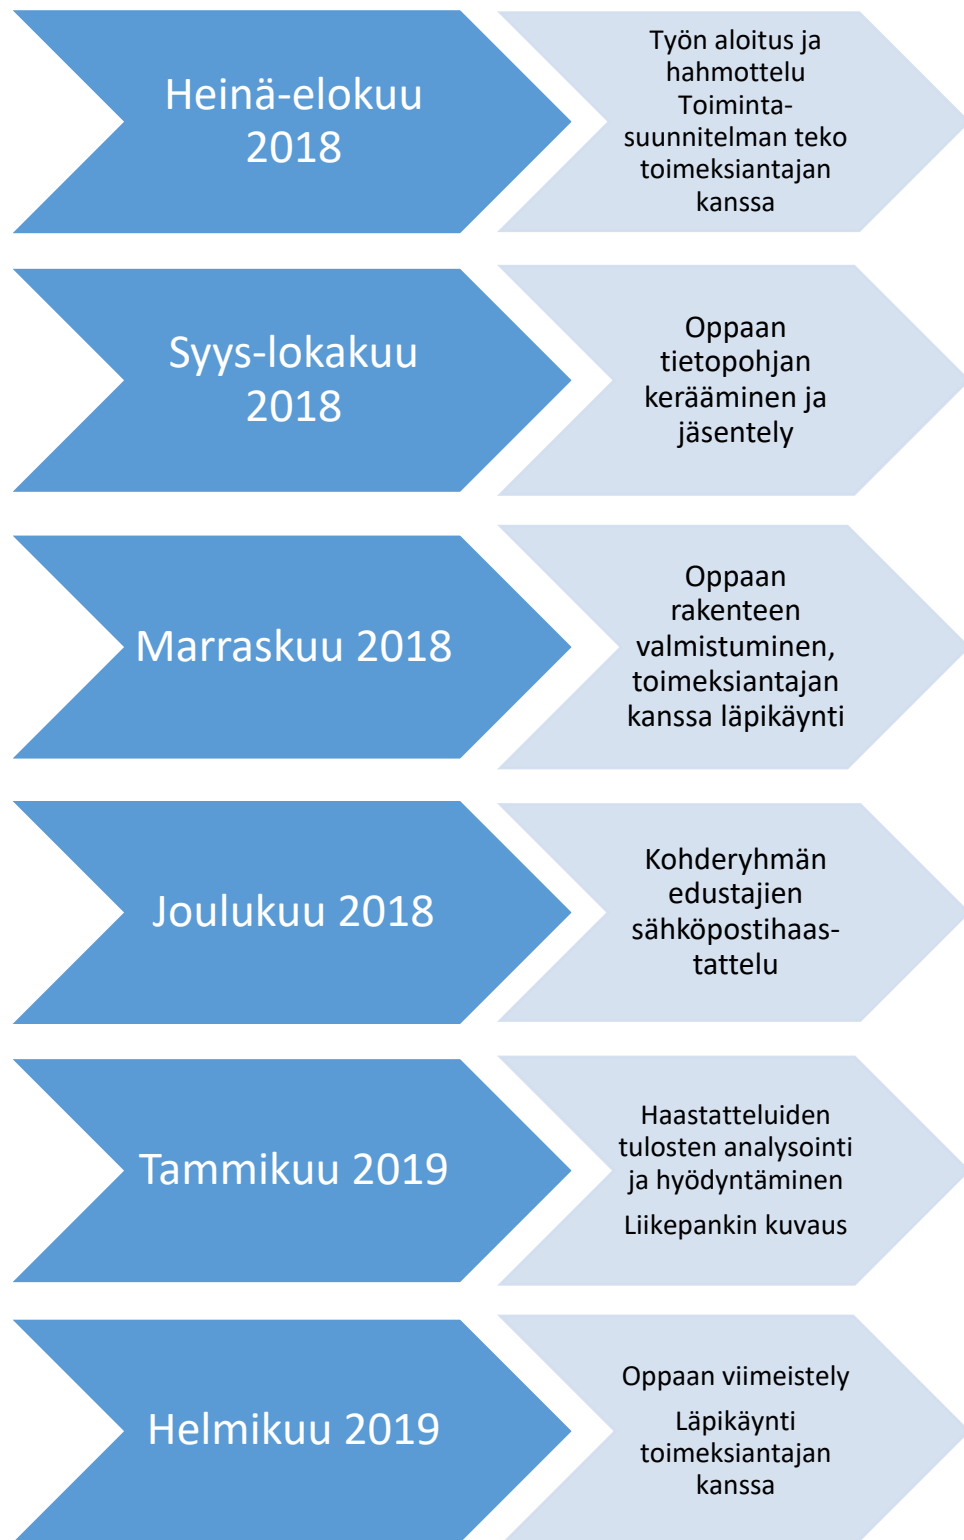 Heinä-elokuu
2018
Työn aloitus ja
hahmottelu
Toiminta-
suunnitelman teko
toimeksiantajan
kanssa
Syys-lokakuu
2018
Oppaan
tietopohjan
kerääminen ja
jäsentely
Marraskuu 2018
Oppaan
rakenteen
valmistuminen,
toimeksiantajan
kanssa läpikäynti
Joulukuu 2018
Kohderyhmän
edustajien
sähköpostihaas-
tattelu
Tammikuu 2019
Haastatteluiden
tulosten analysointi
ja hyödyntäminen
Liikepankin kuvaus
Helmikuu 2019
Oppaan viimeistely
Läpikäynti
toimeksiantajan
kanssa